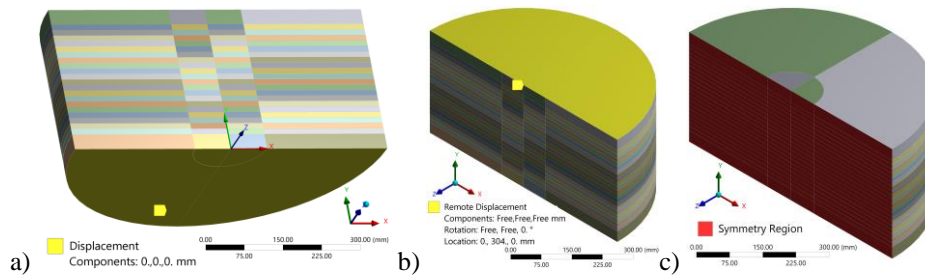 Y
Z
X
Y
X
a)
Displacement
Components: 0.,0.,0. mm
0.00
150.00
300.00 (mm)
75.00
225.00
Y
Z
X
b)
Remote Displacement
Components: Free,Free,Free mm
Rotation: Free, Free, 0. °
Location: 0., 304., 0. mm
0.00
150.00
300.00 (mm)
75.00
225.00
Y
Z
X
c)
Symmetry Region
0.00
150.00
300.00 (mm)
75.00
225.00